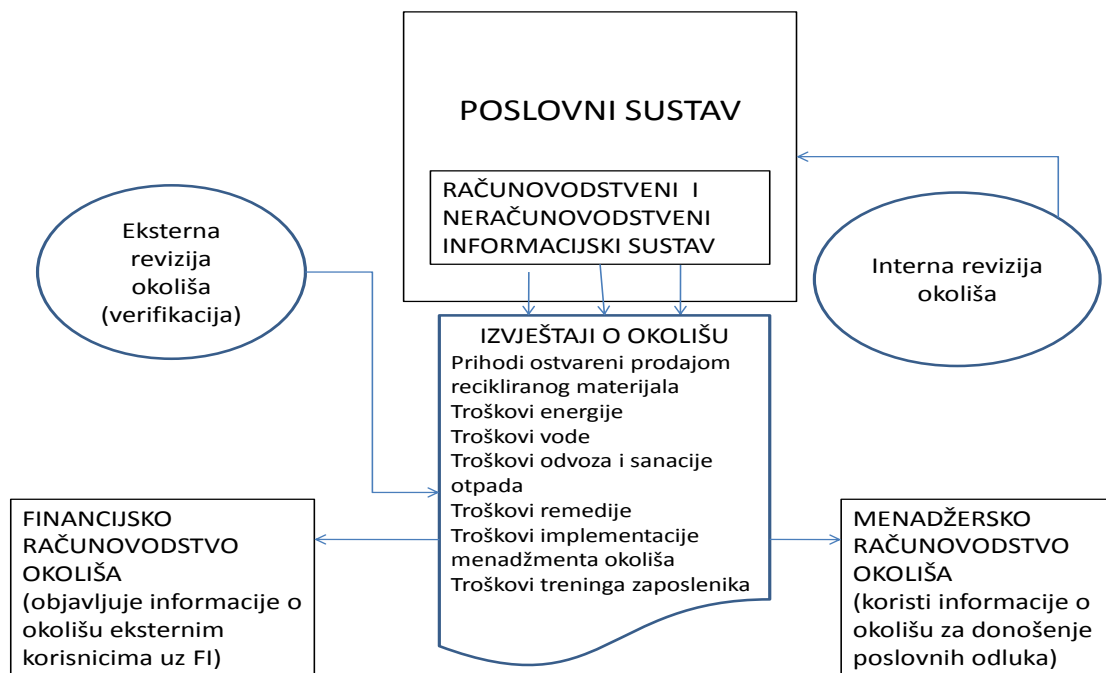 POSLOVNI SUSTAV
RAČUNOVODSTVENI I
NERAČUNOVODSTVENI
INFORMACIJSKI SUSTAV
Eksterna
revizija
okoliša
(verifikacija)
Interna revizija
okoliša
IZVJEŠTAJI O OKOLIŠU
Prihodi ostvareni prodajom
recikliranog materijala
Troškovi energije
Troškovi vode
Troškovi odvoza i sanacije
otpada
Troškovi remedije
Troškovi implementacije
menadžmenta okoliša
Troškovi treninga zaposlenika
FINANCIJSKO
RAČUNOVODSTVO
OKOLIŠA
(objavljuje informacije o
okolišu eksternim
korisnicima uz FI)
MENADŽERSKO
RAČUNOVODSTVO
OKOLIŠA
(koristi informacije o
okolišu za donošenje
poslovnih odluka)